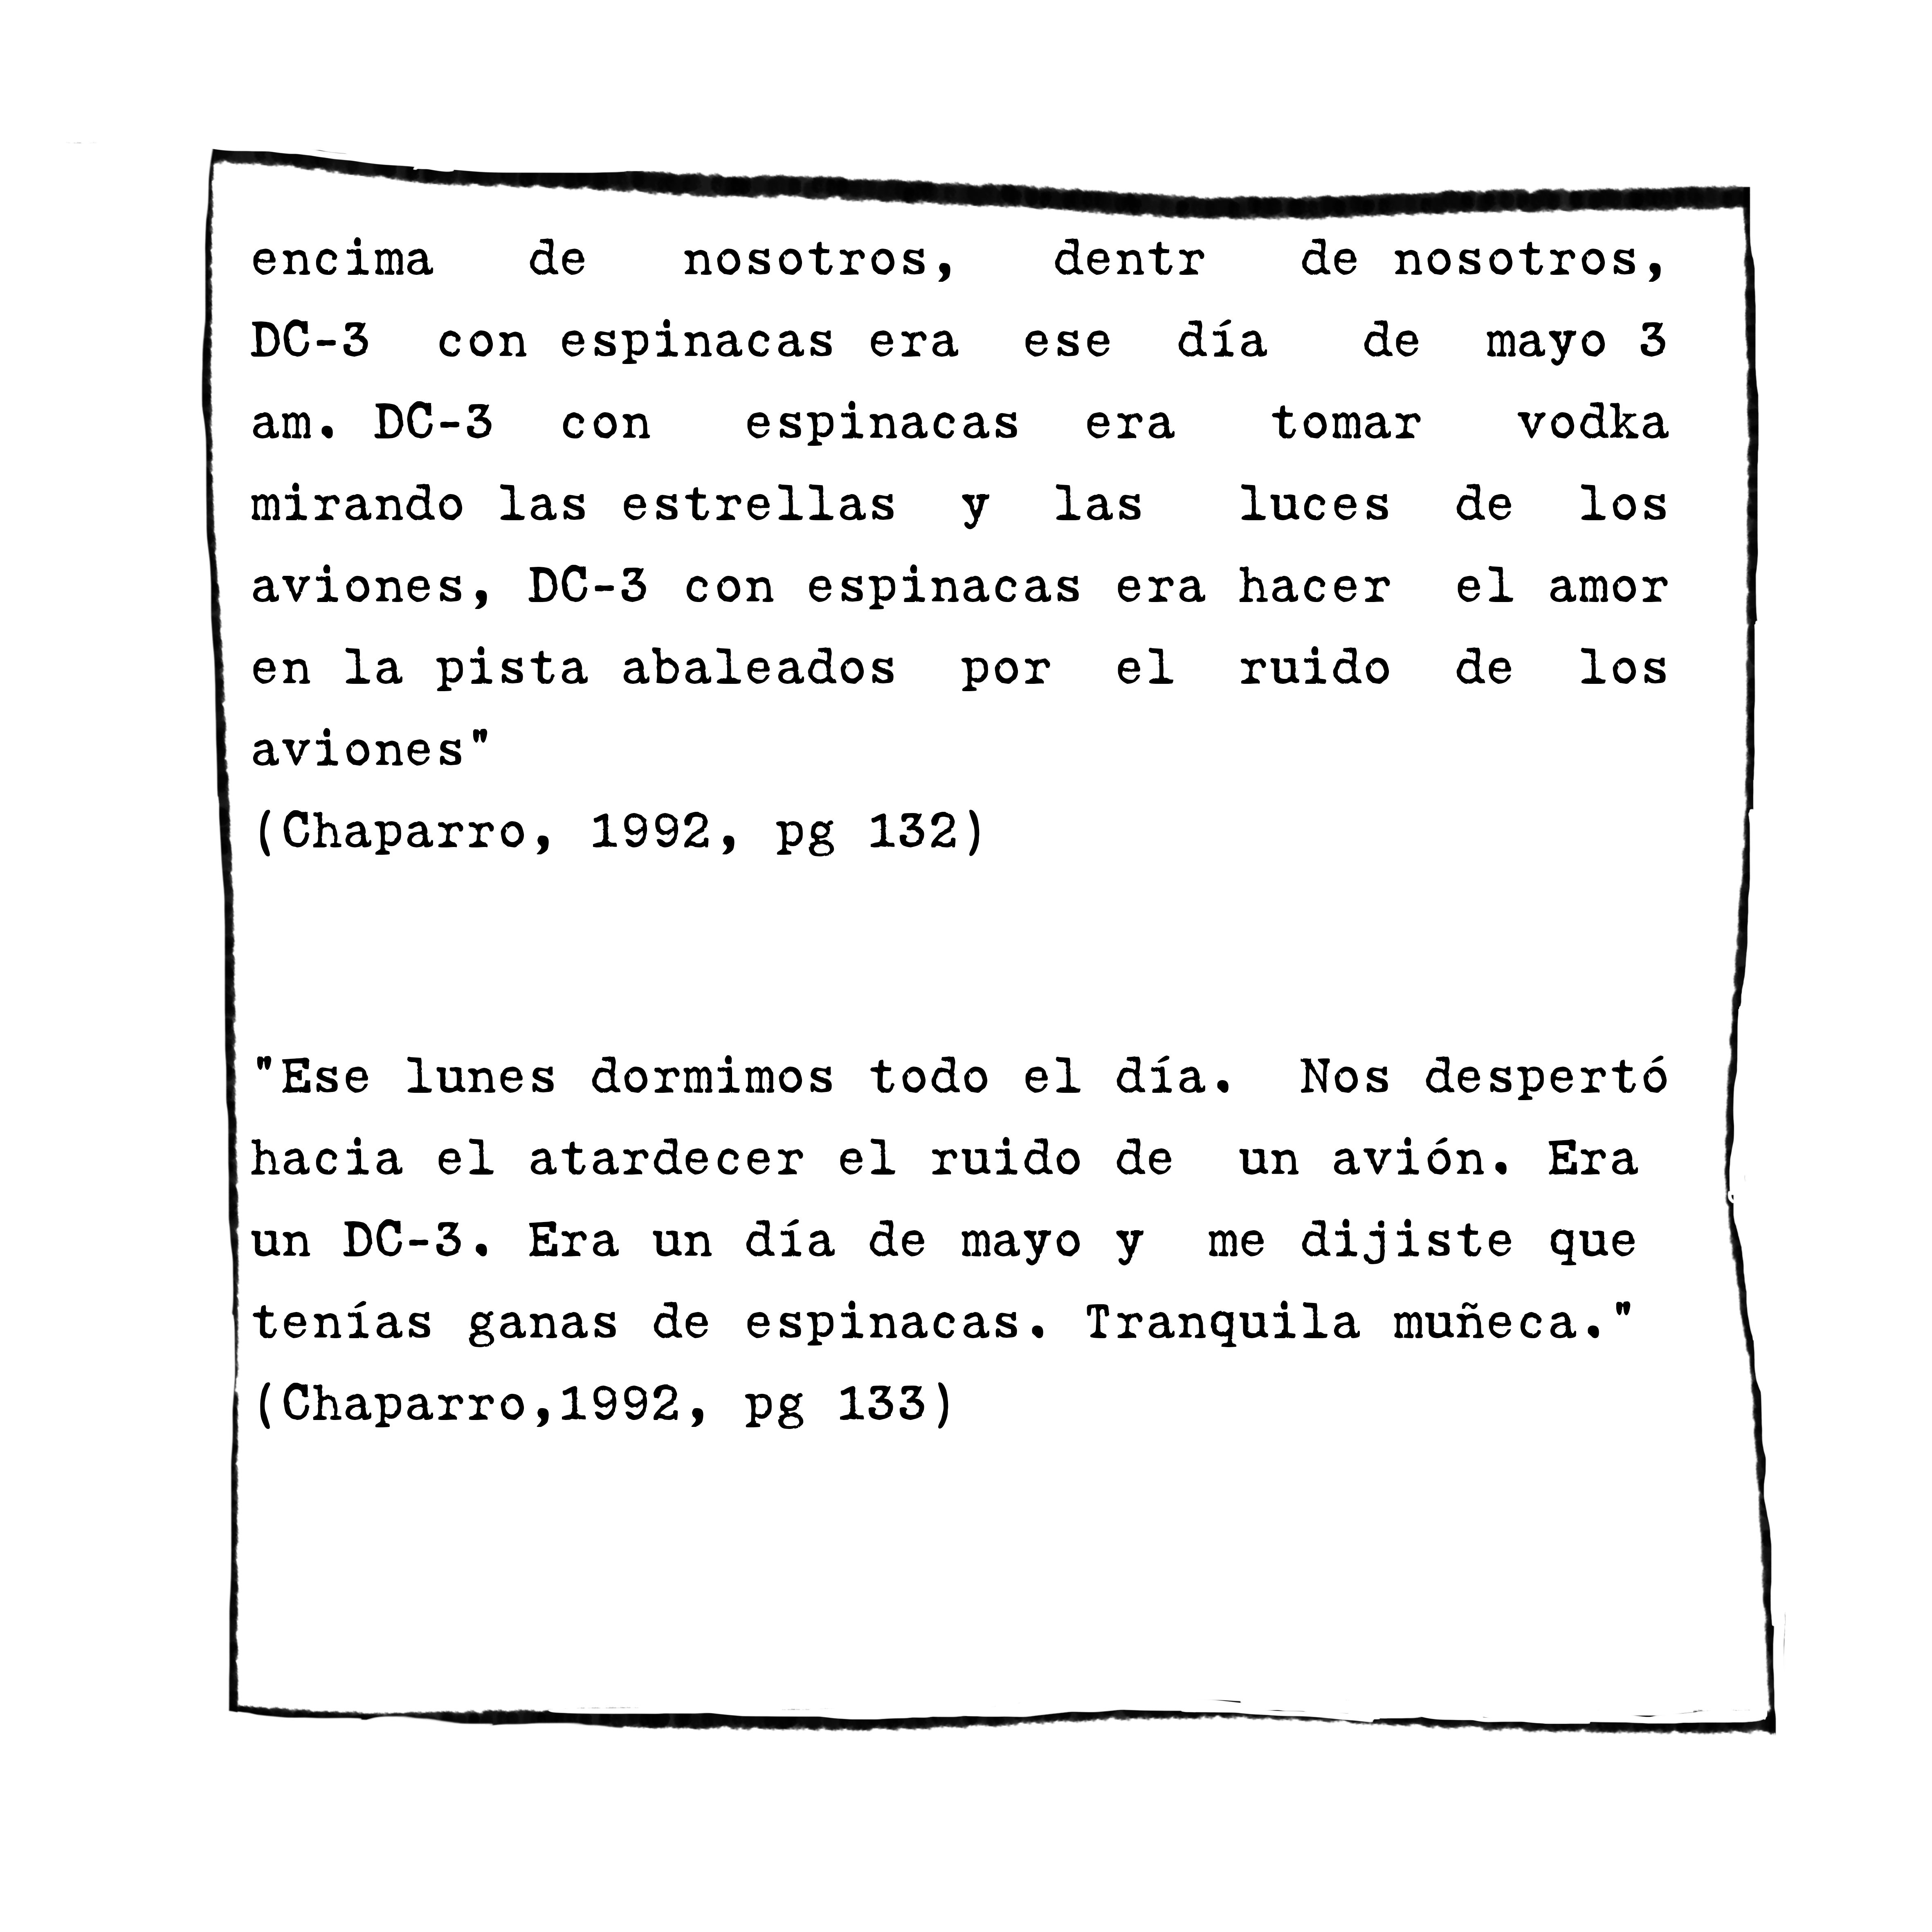 encima de nosotros, dentr de nosotros,
DC-3 con espinacas era ese día de mayo 3
am. DC-3 con espinacas era tomar vodka
mirando las estrellas y las luces de los
aviones, DC-3 con espinacas era hacer el amor
en la pista abaleados por el ruido de los
aviones"
(Chaparro, 1992, pg 132)
"Ese lunes dormimos todo el día. Nos despertó
hacia el atardecer el ruido de un avión. Era
un DC-3. Era un día de mayo y me dijiste que
tenías ganas de espinacas. Tranquila muñeca."
(Chaparro,1992, pg 133)